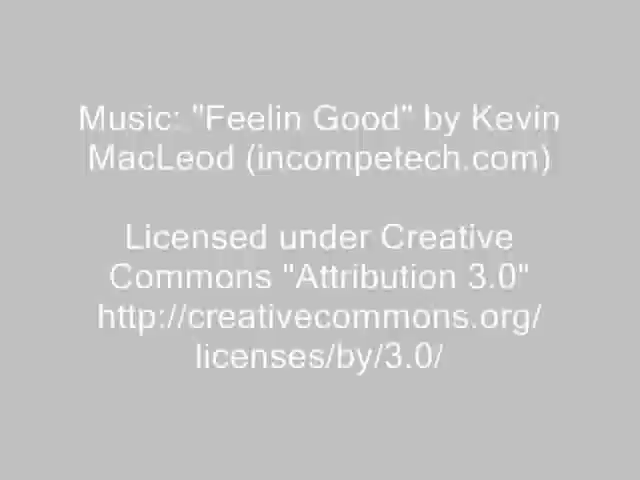 Music: "Feelin Good" by Kevin
MacLeod (incompetech.com)
Licensed under Creative
Commons "Attribution 3.0"
http://creativecommons.org/
licenses/by/3.0/